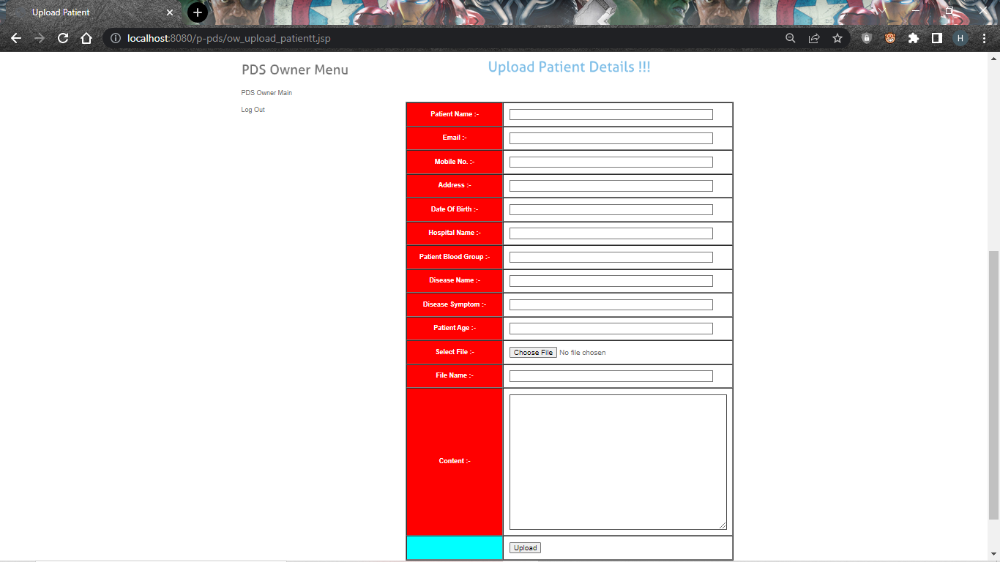 Upload Patient
localhost:8080/p-pds/ow_upload_patientt.jsp
H
PDS Owner Menu
PDS Owner Main
Log Out
Upload Patient Details !!!
Patient Name :-
Email :-
Mobile No. :-
Address :-
Date Of Birth :-
Hospital Name :-
Patient Blood Group :-
Disease Name :-
Disease Symptom :-
Patient Age :-
Select File :- Choose File No file chosen
File Name :-
Content :-
Upload